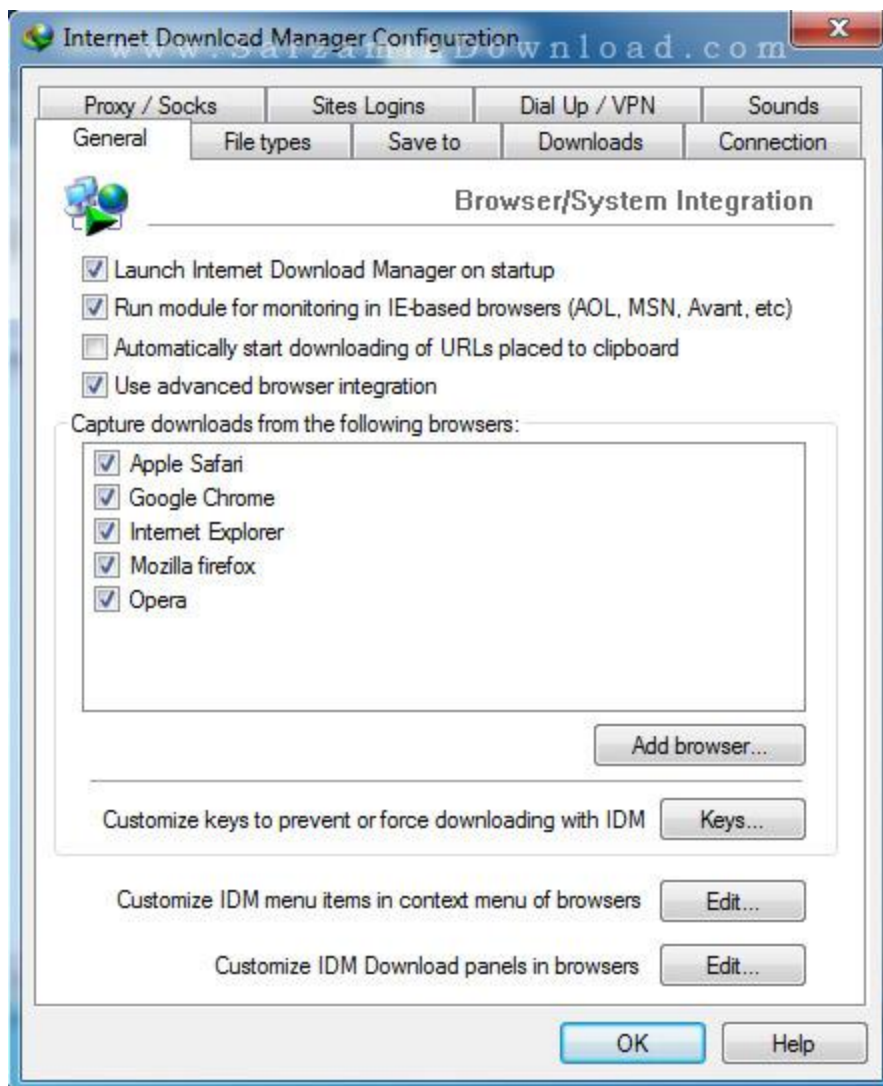 Internet Download Manager Configuration
www.SarzaminDownload.com
Proxy / Socks Sites Logins Dial Up / VPN Sounds
General File types Save to Downloads Connection
Browser/System Integration
Launch Internet Download Manager on startup
Run module for monitoring in IE-based browsers (AOL, MSN, Avant, etc)
Automatically start downloading of URLs placed to clipboard
Use advanced browser integration
Capture downloads from the following browsers:
Apple Safari
Google Chrome
Internet Explorer
Mozilla firefox
Opera
Add browser...
Customize keys to prevent or force downloading with IDM Keys...
Customize IDM menu items in context menu of browsers Edit...
Customize IDM Download panels in browsers Edit...
OK Help